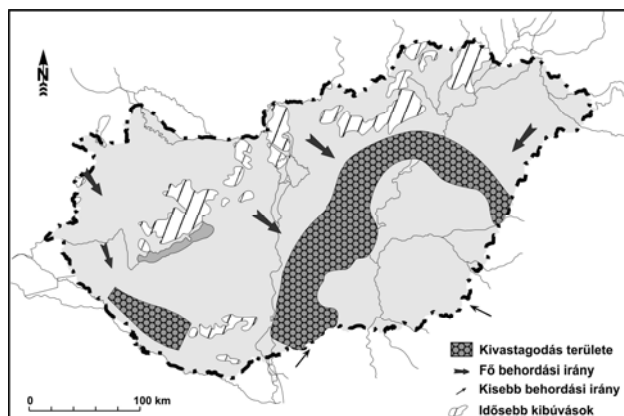 N
Kivastagodás területe
Fő behordási irány
Kisebb behordási irány
Idősebb kibúvások
0 100 km